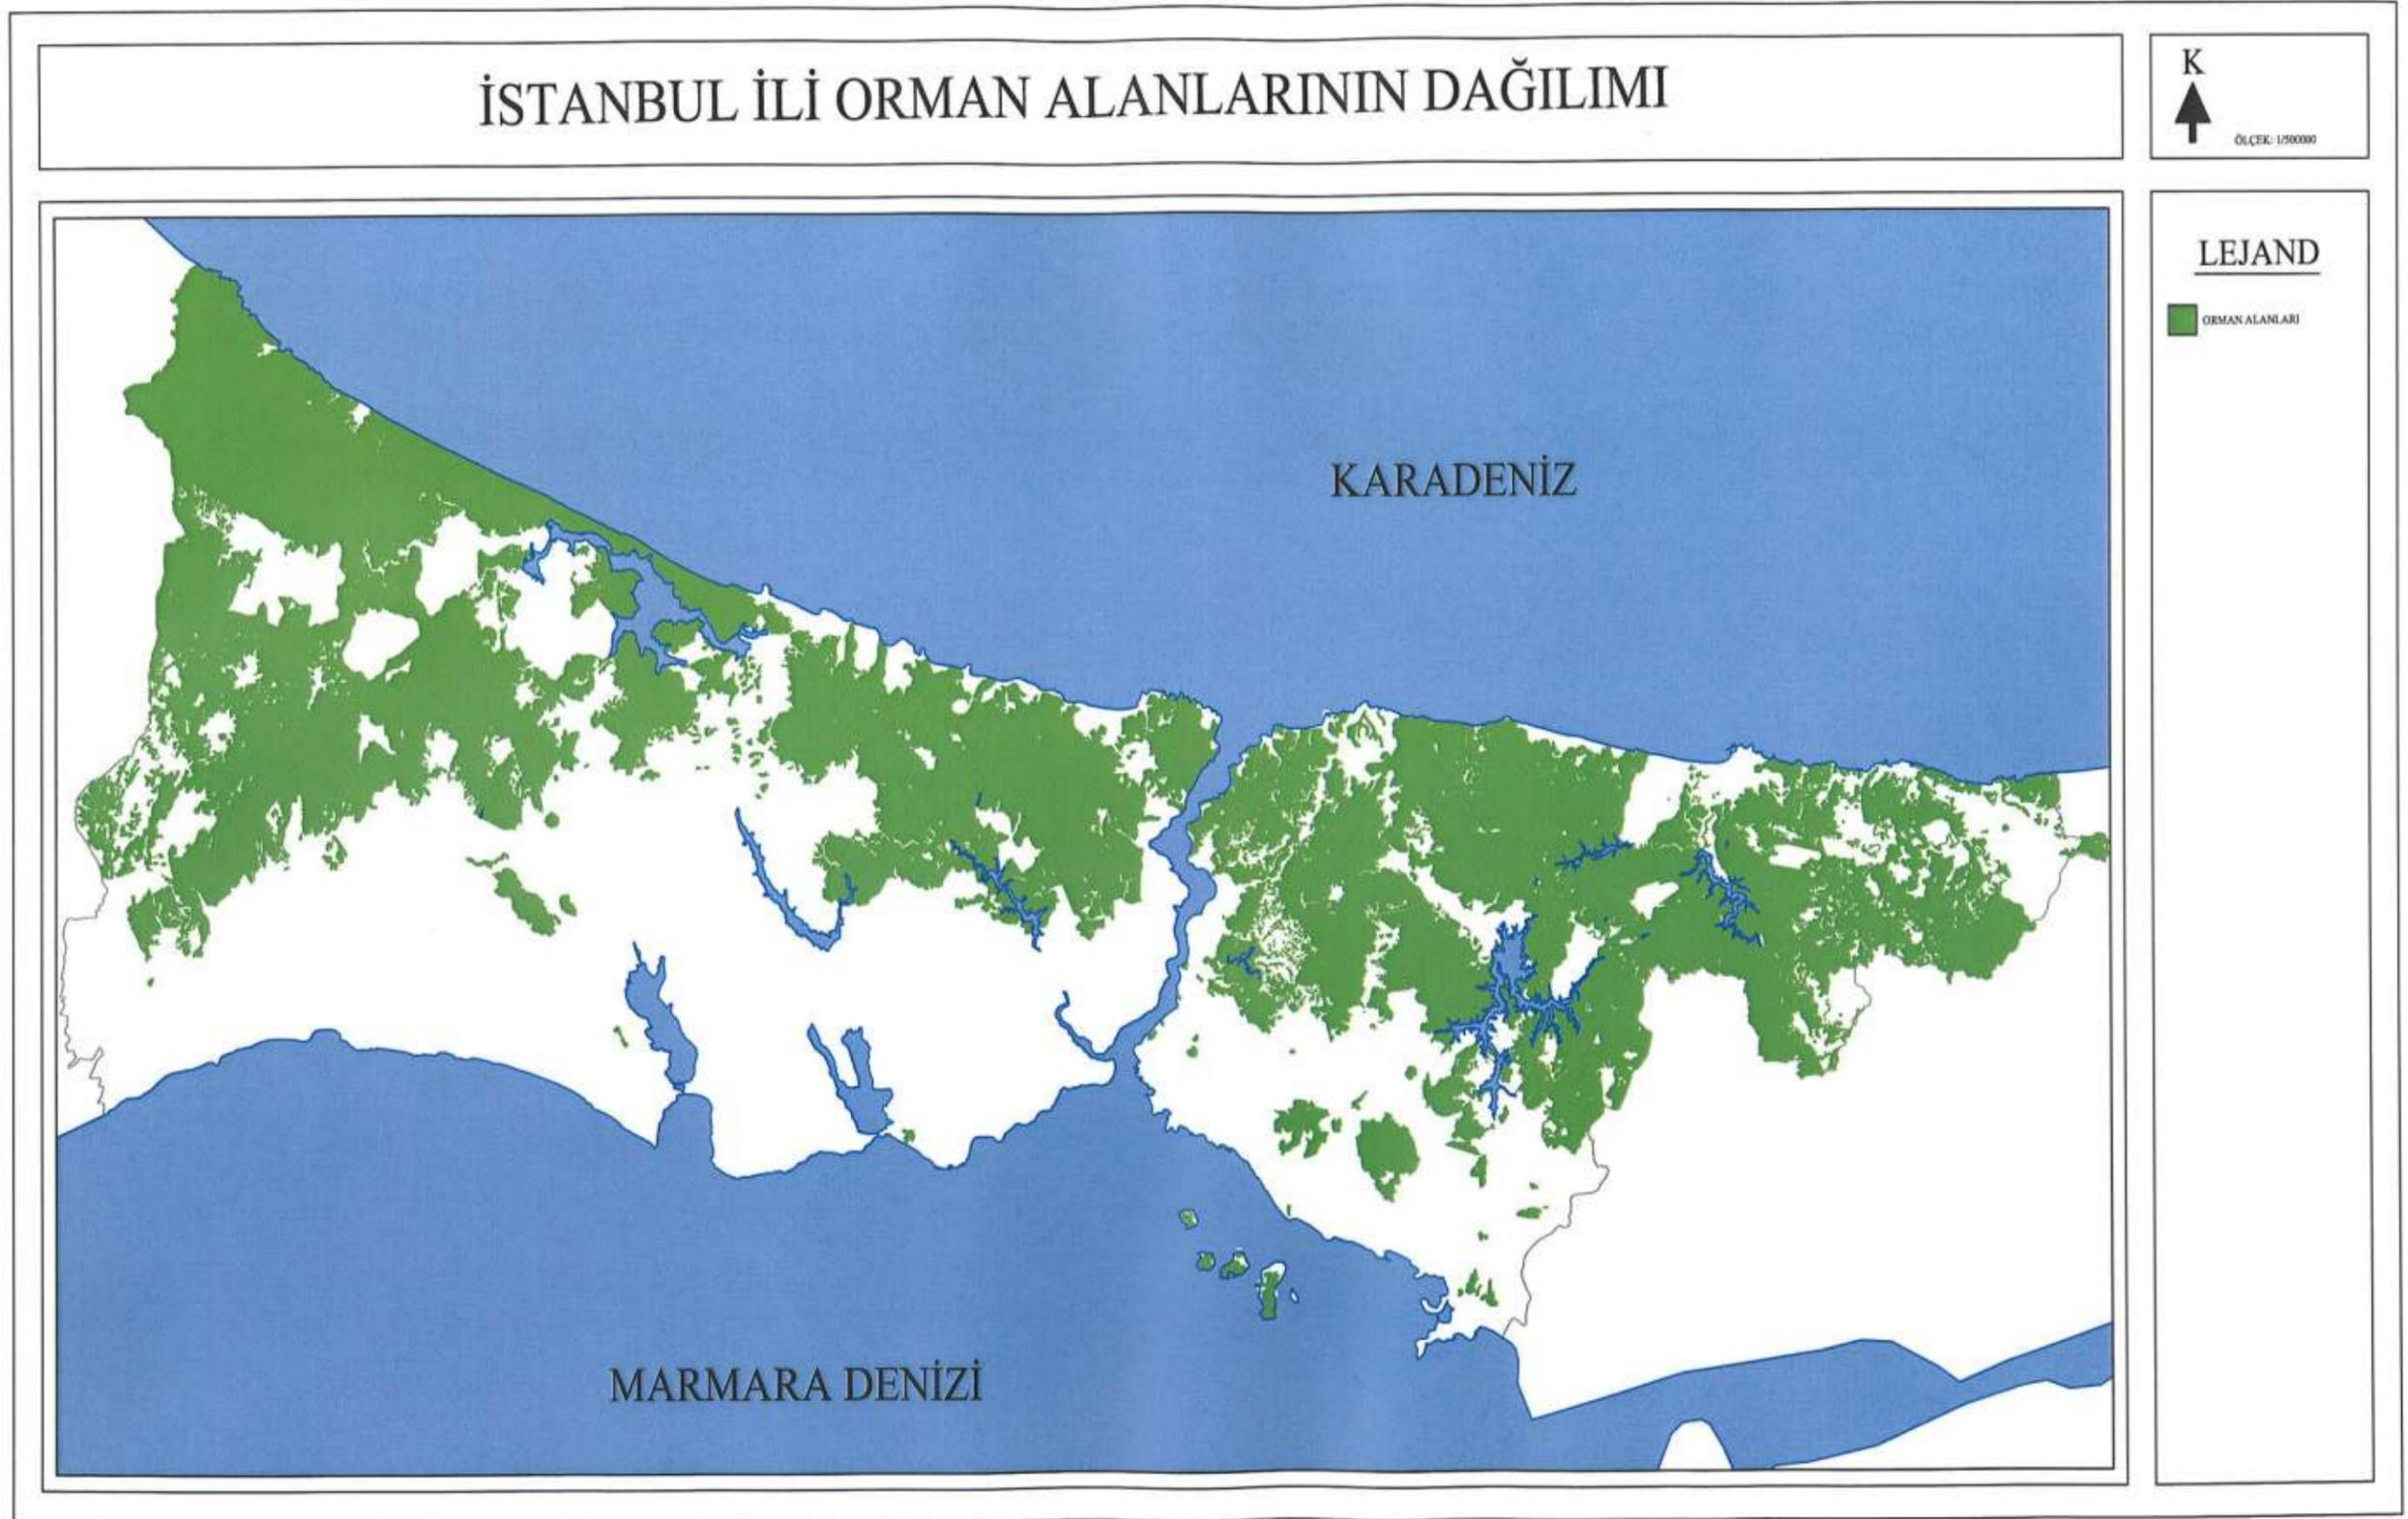 İSTANBUL İLİ ORMAN ALANLARININ DAĞILIMI
K
ÖLÇEK: 1/500000
LEJAND
ORMAN ALANLARI
KARADENİZ
MARMARA DENİZİ